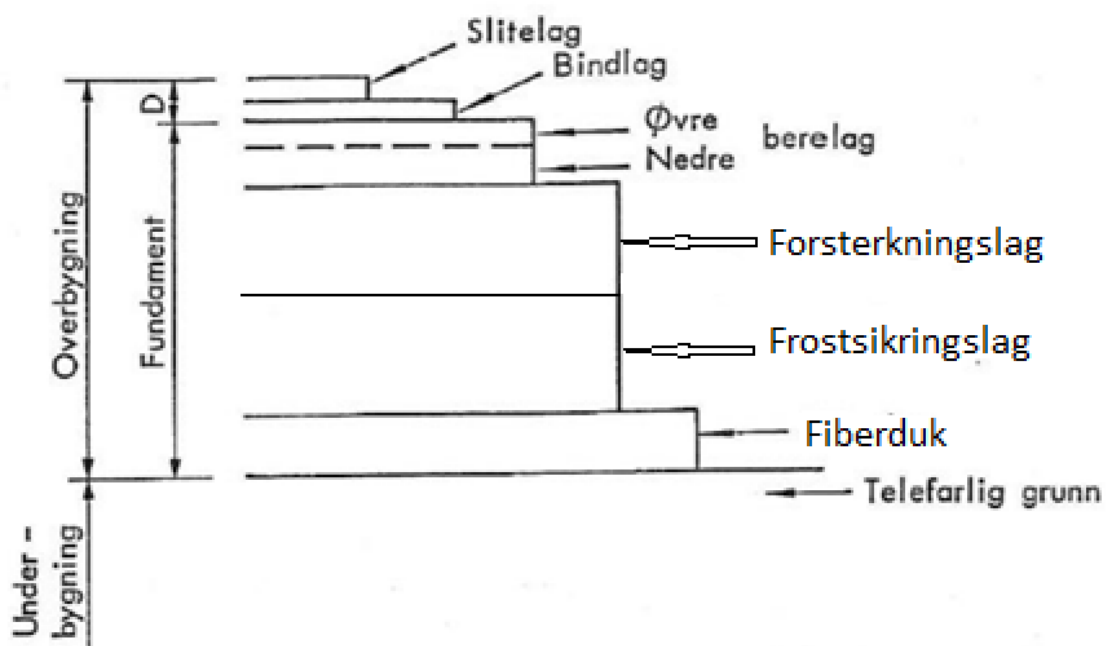 Slitelag
Bindlag
D
Øvre
Nedre
berelag
Overbygning
Fundament
Forsterkningslag
Frostsikringslag
Fiberduk
Telefarlig grunn
Under –
bygning